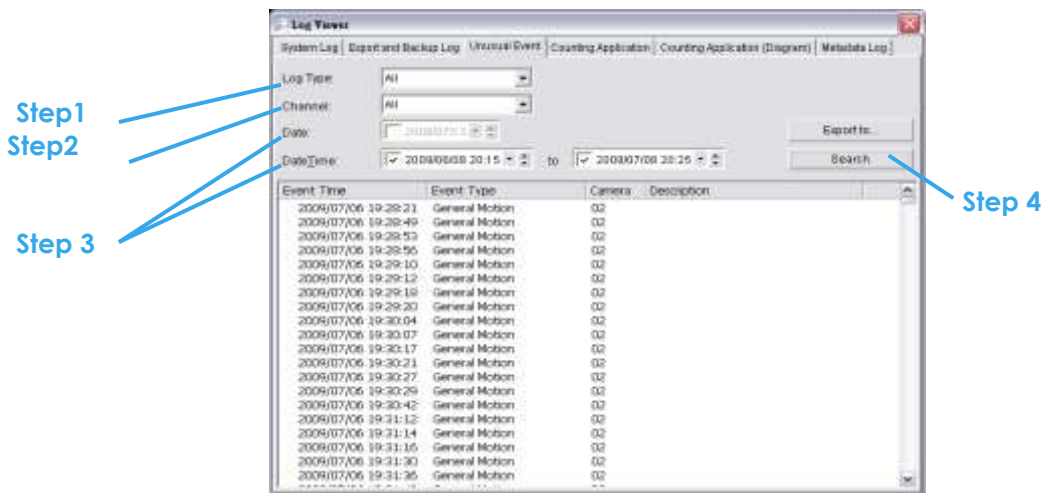 Log Viewer
System Log Export and Backup Log Unusual Event Counting Application Counting Application (Diagram) Metadata Log
Log Type: All
Step1
Channel: All
Step2
Date: Export to...
DateTime: 20:15 to 2009/07/08 20:25 Search
Step 3
Step 4
Event Time Event Type Camera Description
2009/07/06 19:28:21 General Motion 02
2009/07/06 19:28:49 General Motion 02
2009/07/06 19:28:53 General Motion 02
2009/07/06 19:28:56 General Motion 02
2009/07/06 19:29:10 General Motion 02
2009/07/06 19:29:12 General Motion 02
2009/07/06 19:29:18 General Motion 02
2009/07/06 19:29:20 General Motion 02
2009/07/06 19:30:04 General Motion 02
2009/07/06 19:30:07 General Motion 02
2009/07/06 19:30:17 General Motion 02
2009/07/06 19:30:21 General Motion 02
2009/07/06 19:30:27 General Motion 02
2009/07/06 19:30:29 General Motion 02
2009/07/06 19:30:42 General Motion 02
2009/07/06 19:31:12 General Motion 02
2009/07/06 19:31:14 General Motion 02
2009/07/06 19:31:16 General Motion 02
2009/07/06 19:31:30 General Motion 02
2009/07/06 19:31:36 General Motion 02